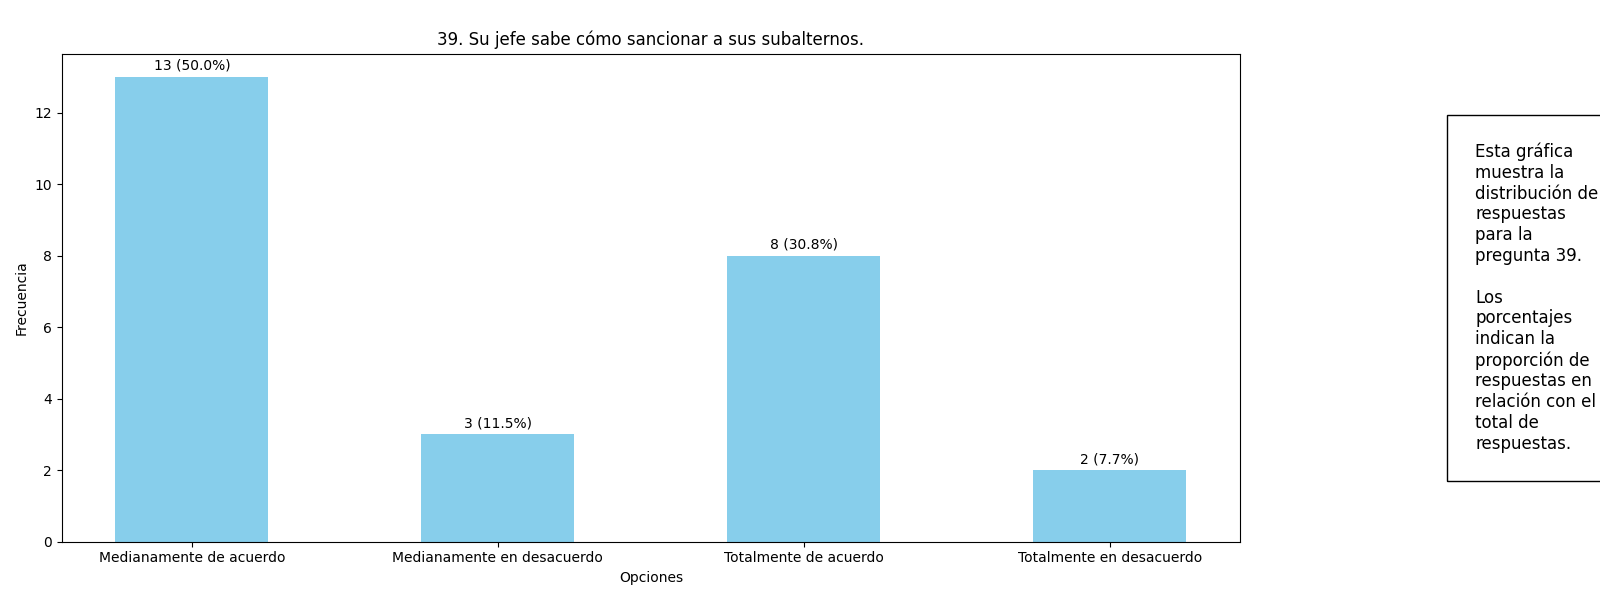 39. Su jefe sabe cómo sancionar a sus subalternos.
13 (50.0%)
3 (11.5%)
8 (30.8%)
2 (7.7%)
12
10
8
6
4
2
0
Frecuencia
Medianamente de acuerdo
Medianamente en desacuerdo
Totalmente de acuerdo
Totalmente en desacuerdo
Opciones
Esta gráfica
muestra la
distribución de
respuestas
para la
pregunta 39.
Los
porcentajes
indican la
proporción de
respuestas en
relación con el
total de
respuestas.